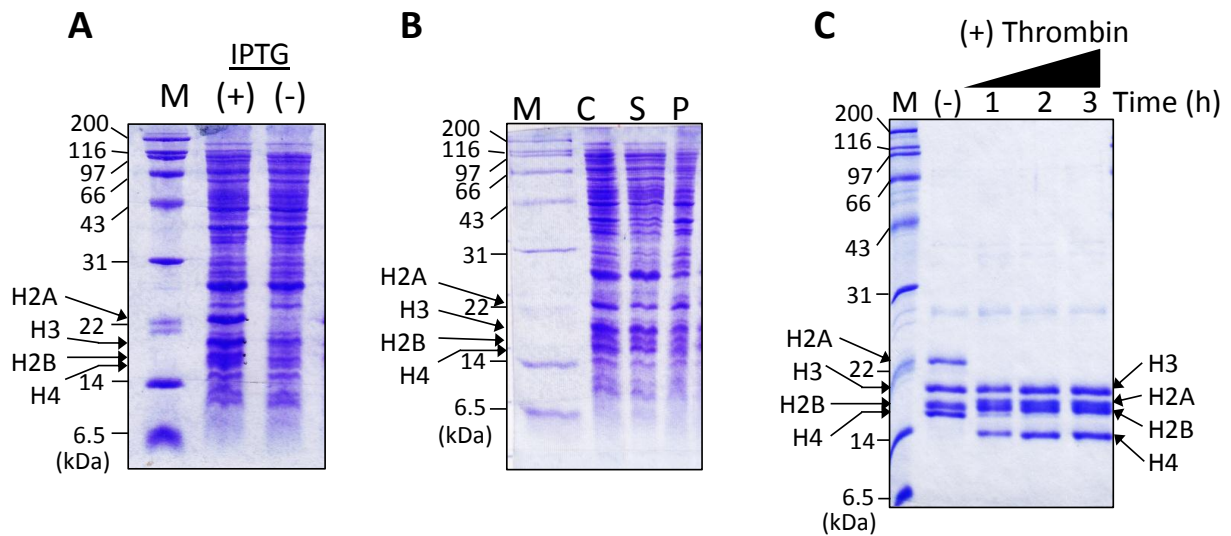 A
IPTG
M (+) (-)
200
116
97
66
43
31
H2A
22
H3
H2B
14
H4
6.5
(kDa)
B
M C S P
200
116
97
66
43
31
H2A
22
H3
H2B
14
H4
6.5
(kDa)
C
(+) Thrombin
M (-) 1 2 3 Time (h)
200
116
97
66
43
31
H2A
22
H3
H2B
H4
14
6.5
(kDa)
H3
H2A
H2B
H4